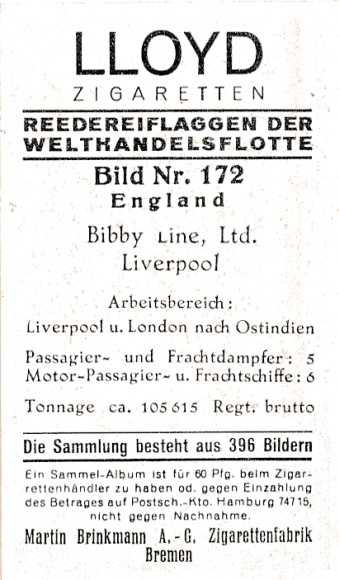 LLOYD
ZIGARETTEN
REEDEREIFLAGGEN DER
WELTHANDELSFLOTTE
Bild Nr. 172
England
Bibby Line, Ltd.
Liverpool
Arbeitsbereich:
Liverpool u. London nach Ostindien
Passagier- und Frachtdampfer: 5
Motor-Passagier- u. Frachtschiffe: 6
Tonnage ca. 105615 Regt. brutto
Die Sammlung besteht aus 396 Bildern
Ein Sammel-Album ist für 60 Pfg. beim Zigar-
rettenhändler zu haben od. gegen Einzahlung
des Betrages auf Postsch.-Kto. Hamburg 74715,
nicht gegen Nachnahme.
Martin Brinkmann A.-G. Zigarettenfabrik
Bremen